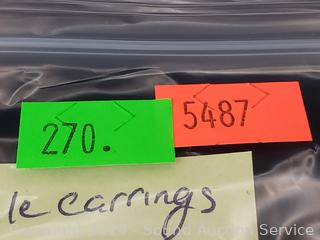 270.
5487
le earrings
Sound Auction Service